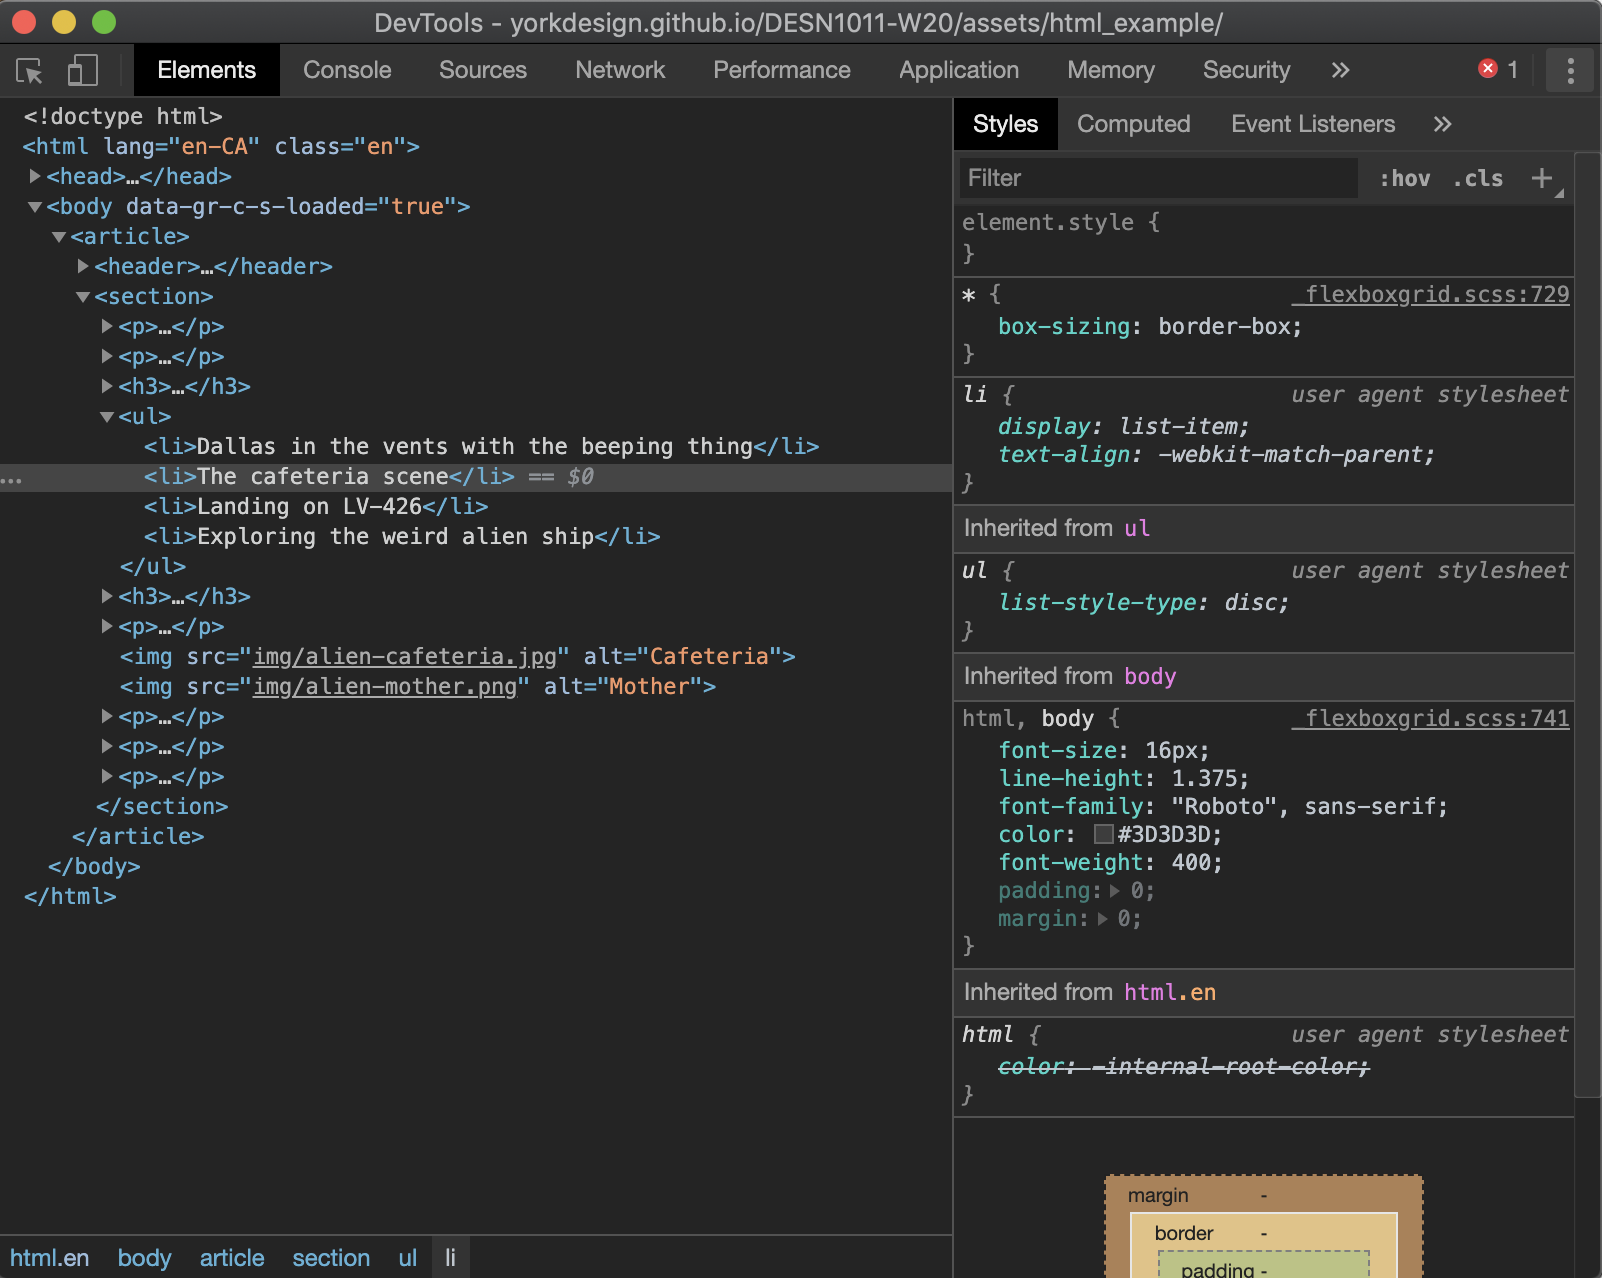 DevTools - yorkdesign.github.io/DESN1011-W20/assets/html_example/
Elements Console Sources Network Performance Application Memory Security » 1
<!doctype html>
<html lang="en-CA" class="en">
<head>…</head>
<body data-gr-c-s-loaded="true">
<article>
<header>…</header>
<section>
<p>…</p>
<p>…</p>
<h3>…</h3>
<ul>
<li>Dallas in the vents with the beeping thing</li>
<li>The cafeteria scene</li> == $0
<li>Landing on LV-426</li>
<li>Exploring the weird alien ship</li>
</ul>
<h3>…</h3>
<p>…</p>
<img src="img/alien-cafeteria.jpg" alt="Cafeteria">
<img src="img/alien-mother.png" alt="Mother">
<p>…</p>
<p>…</p>
<p>…</p>
</section>
</article>
</body>
</html>
html.en body article section ul li
Styles Computed Event Listeners »
Filter :hov .cls +
element.style {
}
* { _flexboxgrid.scss:729
box-sizing: border-box;
}
li { user agent stylesheet
display: list-item;
text-align: -webkit-match-parent;
}
Inherited from ul
ul { user agent stylesheet
list-style-type: disc;
}
Inherited from body
html, body { _flexboxgrid.scss:741
font-size: 16px;
line-height: 1.375;
font-family: "Roboto", sans-serif;
color: #3D3D3D;
font-weight: 400;
padding: 0;
margin: 0;
}
Inherited from html.en
html { user agent stylesheet
color: -internal-root-color;
}
margin -
border -
padding -